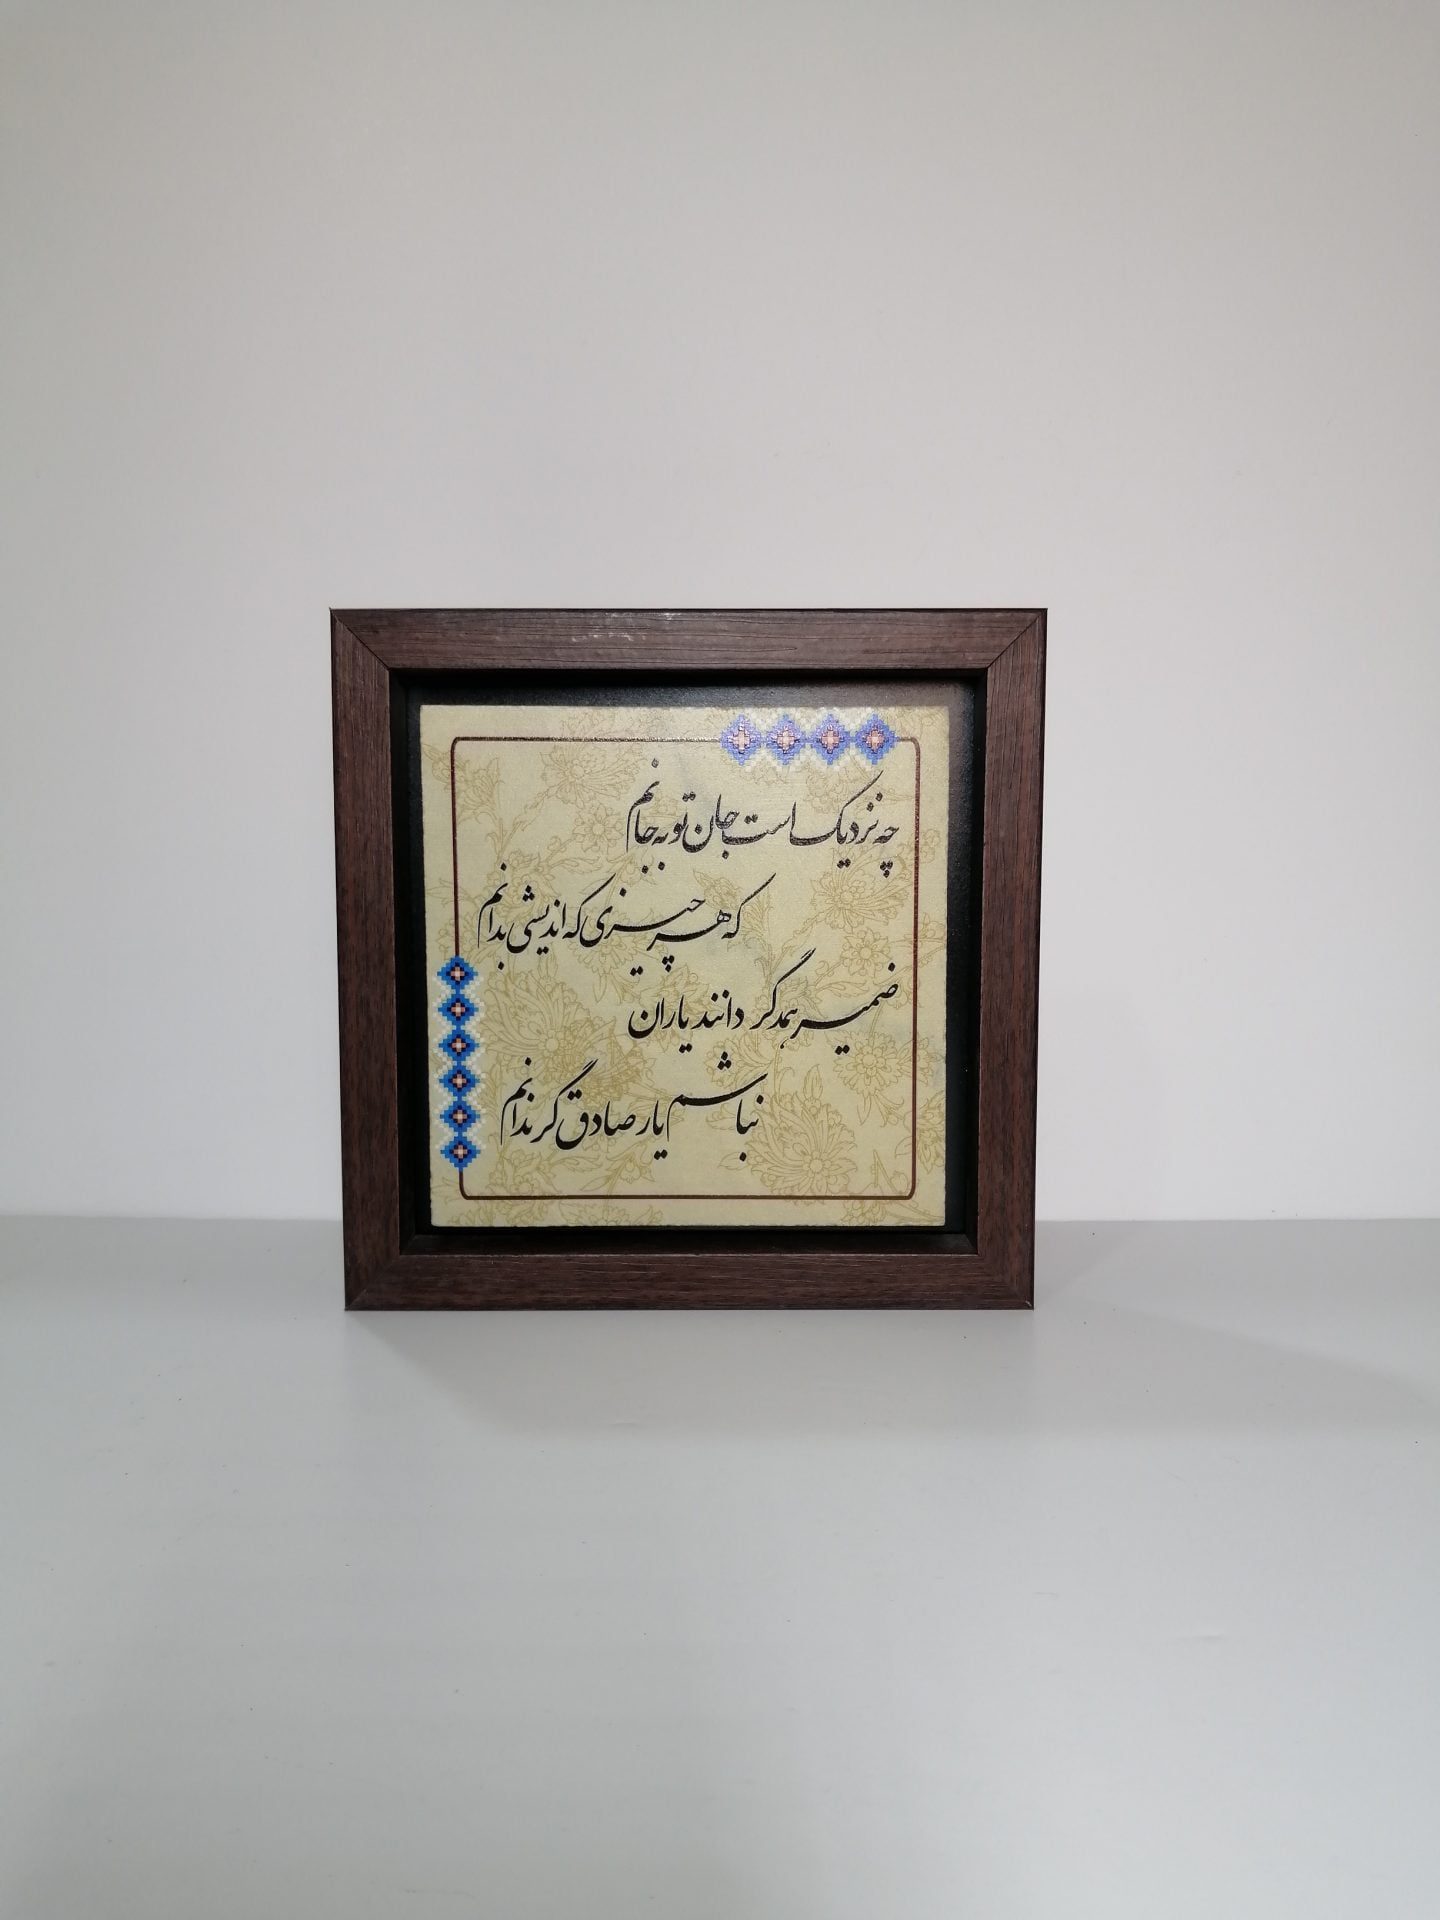 چه نزدیک است جان تو به جانم
که هر چیزی که اندیشی بدانم
ضمیر همدگر دانند یاران
نباشم یار صادق گر ندانم